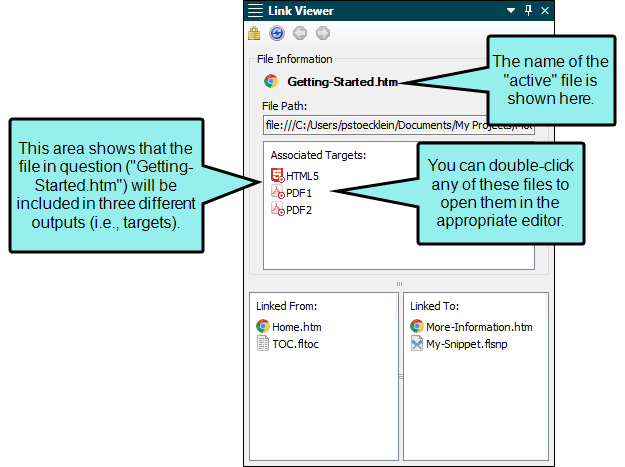 Link Viewer
File Information
Getting-Started.htm
The name of the
"active" file is
shown here.
File Path:
file:///C:/Users/pstoecklein/Documents/My Projects/Mot
This area shows that the
file in question ("Getting-
Started.htm") will be
included in three different
outputs (i.e., targets).
Associated Targets:
HTML5
PDF1
PDF2
You can double-click
any of these files to
open them in the
appropriate editor.
Linked From:
Home.htm
TOC.fltoc
Linked To:
More-Information.htm
My-Snippet.flsnp